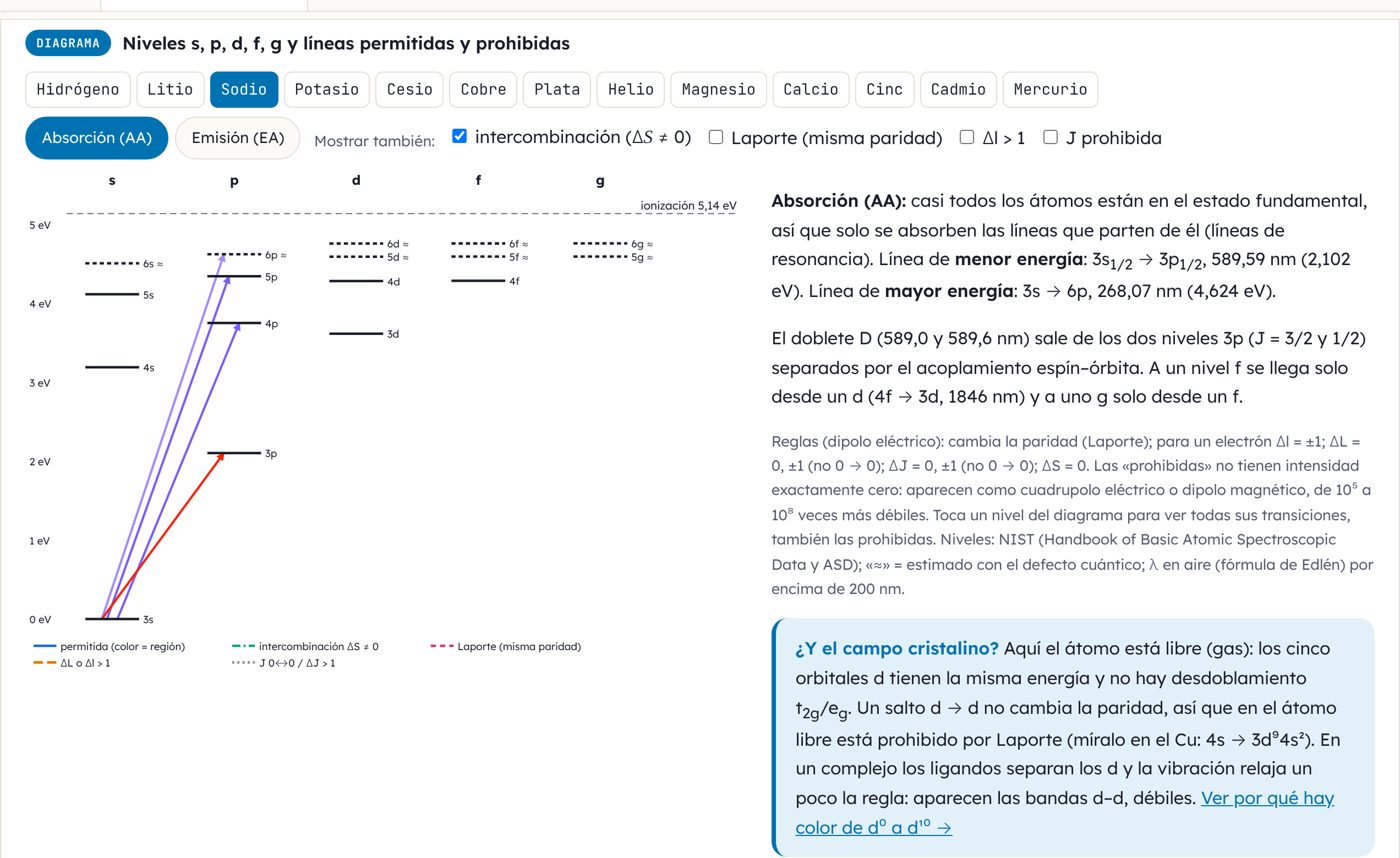 DIAGRAMA Niveles s, p, d, f, g y líneas permitidas y prohibidas
Hidrógeno Litio Sodio Potasio Cesio Cobre Plata Helio Magnesio Calcio Cinc Cadmio Mercurio
Absorción (AA) Emisión (EA) Mostrar también: intercombinación (ΔS ≠ 0) Laporte (misma paridad) Δl > 1 J prohibida
s p d f g
ionización 5,14 eV
5 eV
6d ≈ 6f ≈ 6g ≈
6p ≈ 5d ≈ 5f ≈ 5g ≈
6s ≈
5p
4d 4f
5s
4 eV
4p
3d
4s
3 eV
3p
2 eV
1 eV
0 eV 3s
permitida (color = región) intercombinación ΔS ≠ 0 Laporte (misma paridad)
ΔL o Δl > 1 J 0↔0 / ΔJ > 1
Absorción (AA): casi todos los átomos están en el estado fundamental,
así que solo se absorben las líneas que parten de él (líneas de
resonancia). Línea de menor energía: 3s1/2 → 3p1/2, 589,59 nm (2,102
eV). Línea de mayor energía: 3s → 6p, 268,07 nm (4,624 eV).
El doblete D (589,0 y 589,6 nm) sale de los dos niveles 3p (J = 3/2 y 1/2)
separados por el acoplamiento espín–órbita. A un nivel f se llega solo
desde un d (4f → 3d, 1846 nm) y a uno g solo desde un f.
Reglas (dipolo eléctrico): cambia la paridad (Laporte); para un electrón Δl = ±1; ΔL =
0, ±1 (no 0 → 0); ΔJ = 0, ±1 (no 0 → 0); ΔS = 0. Las «prohibidas» no tienen intensidad
exactamente cero: aparecen como cuadrupolo eléctrico o dipolo magnético, de 10⁵ a
10⁸ veces más débiles. Toca un nivel del diagrama para ver todas sus transiciones,
también las prohibidas. Niveles: NIST (Handbook of Basic Atomic Spectroscopic
Data y ASD); «≈» = estimado con el defecto cuántico; λ en aire (fórmula de Edlén) por
encima de 200 nm.
¿Y el campo cristalino? Aquí el átomo está libre (gas): los cinco
orbitales d tienen la misma energía y no hay desdoblamiento
t2g/eg. Un salto d → d no cambia la paridad, así que en el átomo
libre está prohibido por Laporte (míralo en el Cu: 4s → 3d⁹4s²). En
un complejo los ligandos separan los d y la vibración relaja un
poco la regla: aparecen las bandas d–d, débiles. Ver por qué hay
color de d⁰ a d¹⁰ →